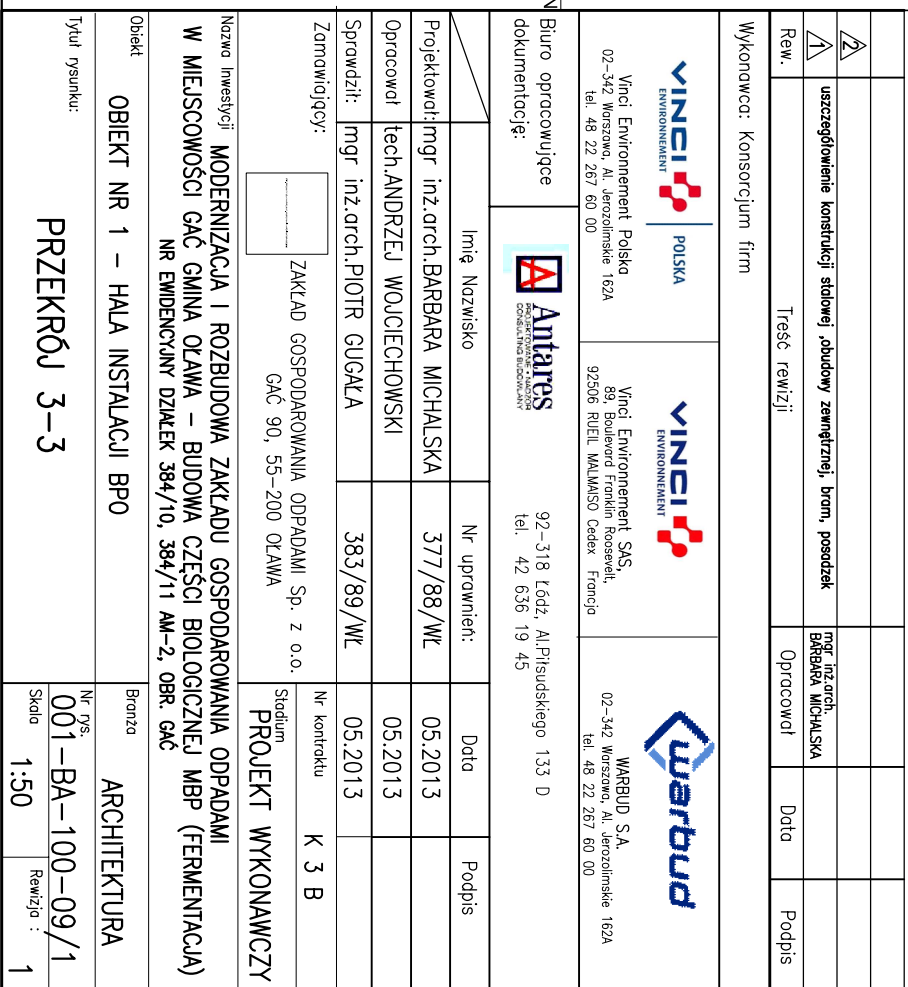 2
1 uszczegółowienie konstrukcji stalowej ,obudowy zewnętrznej, bram, posadzek mgr inż.arch. BARBARA MICHALSKA
Rew. Treść rewizji Opracował Data Podpis
Wykonawca: Konsorcjum firm
VINCI ENVIRONNEMENT POLSKA
Vinci Environnement Polska
02-342 Warszawa, Al. Jerozolimskie 162A
tel. 48 22 267 60 00
VINCI ENVIRONNEMENT
Vinci Environnement SAS,
89, Boulevard Franklin Roosevelt,
92506 RUEIL MALMAISO Cedex Francja
warbud
WARBUD S.A.
02-342 Warszawa, Al. Jerozolimskie 162A
tel. 48 22 267 60 00
Biuro opracowujące
dokumentację:
A Antares
PROJEKTOWANIE • NADZÓR
CONSULTING BUDOWLANY
92-318 Łódź, Al.Piłsudskiego 133 D
tel. 42 636 19 45
Imię Nazwisko Nr uprawnień: Data Podpis
Projektował: mgr inż.arch.BARBARA MICHALSKA 377/88/WŁ 05.2013
Opracował tech.ANDRZEJ WOJCIECHOWSKI 05.2013
Sprawdził: mgr inż.arch.PIOTR GUGAŁA 383/89/WŁ 05.2013
Zamawiający:
ZAKŁAD GOSPODAROWANIA ODPADAMI Sp. z o.o.
GAĆ 90, 55-200 OŁAWA
Nr kontraktu K 3 B
Stadium
PROJEKT WYKONAWCZY
Nazwa Inwestycji MODERNIZACJA I ROZBUDOWA ZAKŁADU GOSPODAROWANIA ODPADAMI
W MIEJSCOWOŚCI GAĆ GMINA OŁAWA - BUDOWA CZĘŚCI BIOLOGICZNEJ MBP (FERMENTACJA)
NR EWIDENCYJNY DZIAŁEK 384/10, 384/11 AM-2, OBR. GAĆ
Obiekt
OBIEKT NR 1 - HALA INSTALACJI BPO
Branża
ARCHITEKTURA
Tytuł rysunku:
PRZEKRÓJ 3-3
Nr rys.
001-BA-100-09/1
Skala 1:50
Rewizja : 1